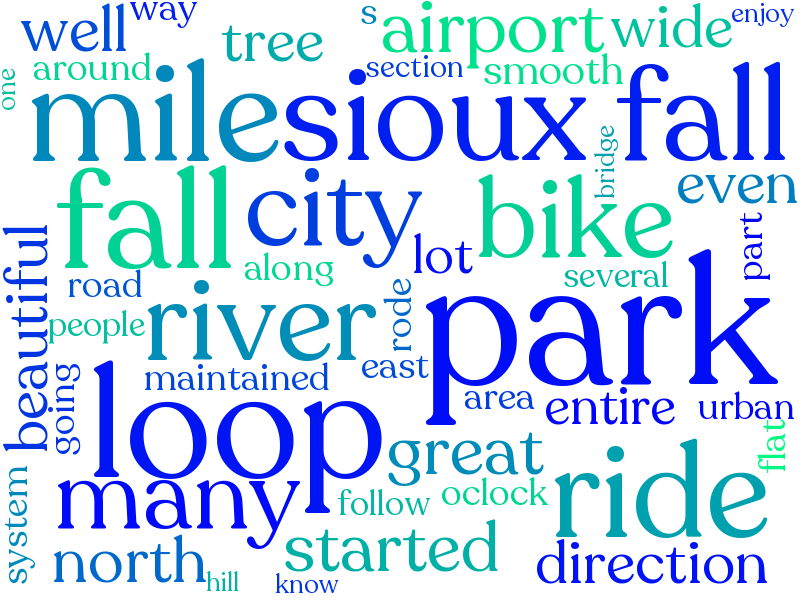 well
way
s
airport
wide
enjoy
tree
around
section
smooth
one
mile
sioux
fall
bridge
fall
city
bike
even
part
beautiful
lot
along
several
road
river
rode
park
people
maintained
east
going
area
entire
urban
loop
great
flat
system
many
follow
oclock
ride
north
started
direction
hill
know